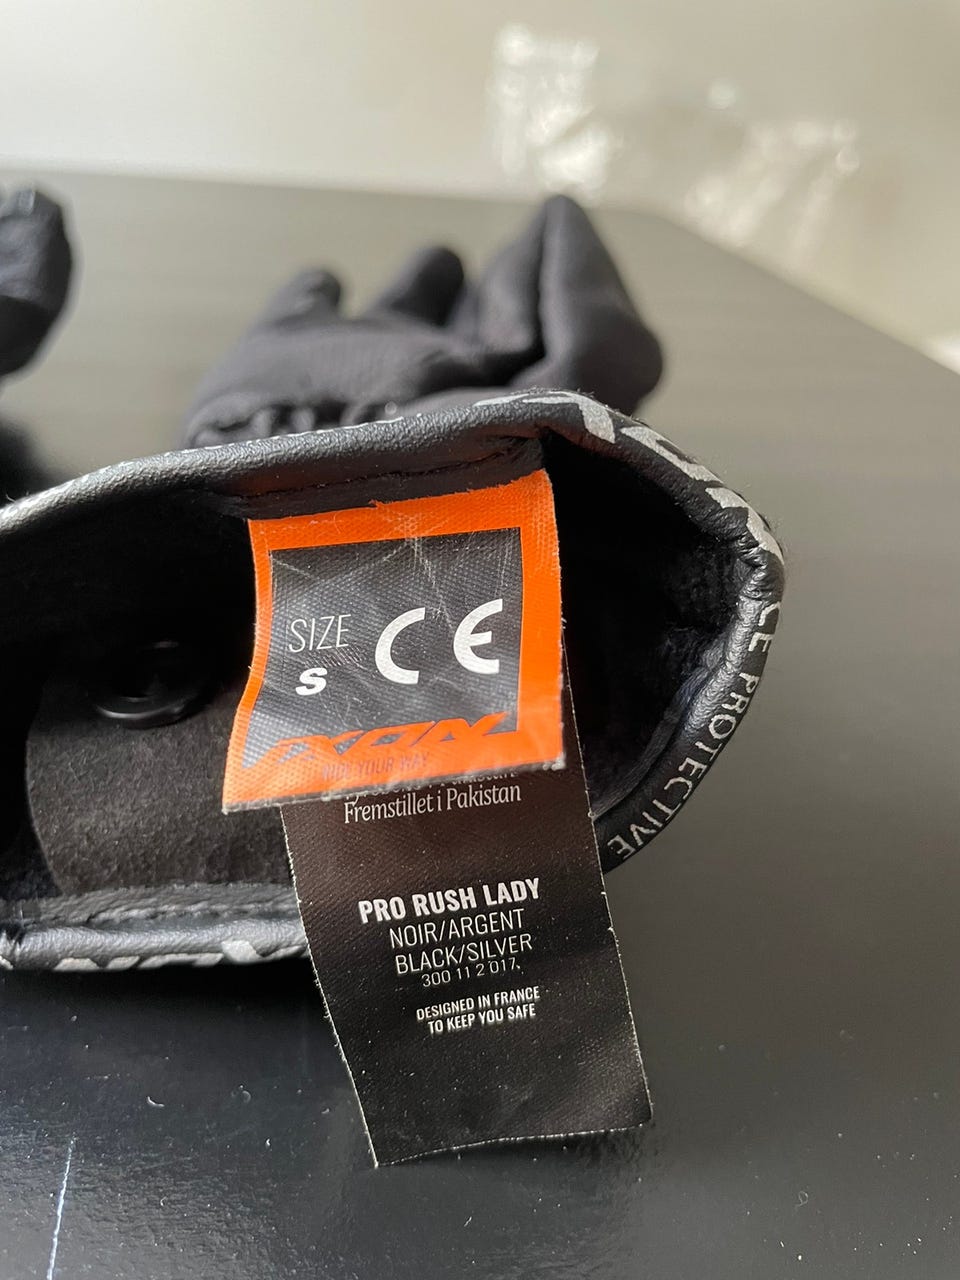 SIZE
S
CE
IXON
RIDE YOUR WAY
Fremstillet i Pakistan
PRO RUSH LADY
NOIR/ARGENT
BLACK/SILVER
300 11 2 017
DESIGNED IN FRANCE
TO KEEP YOU SAFE
PROTECTIVE